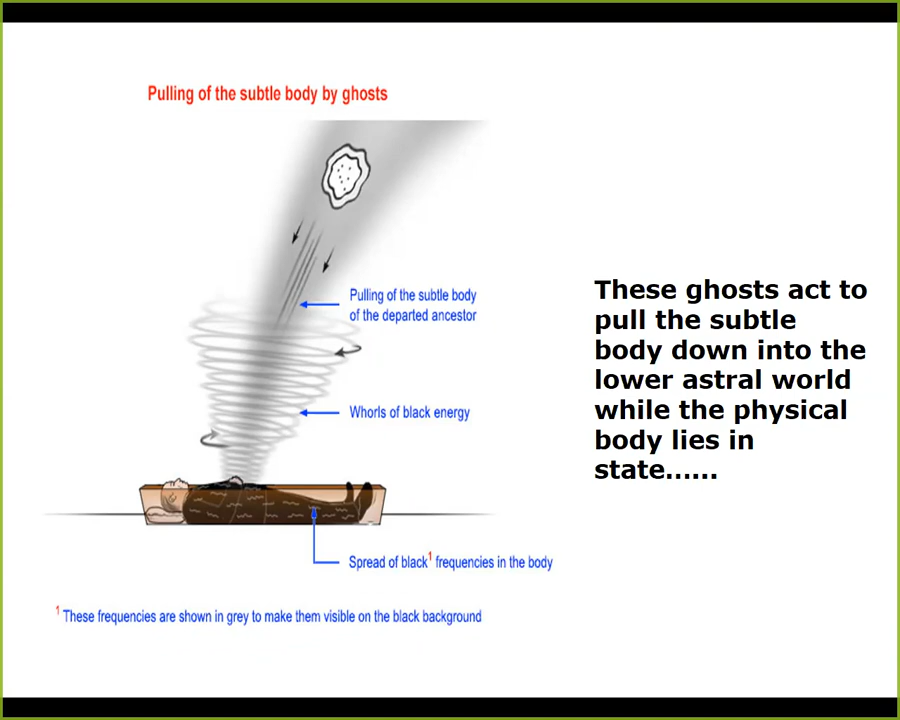 Pulling of the subtle body by ghosts
Pulling of the subtle body
of the departed ancestor
Whorls of black energy
Spread of black¹ frequencies in the body
¹ These frequencies are shown in grey to make them visible on the black background
These ghosts act to
pull the subtle
body down into the
lower astral world
while the physical
body lies in
state......